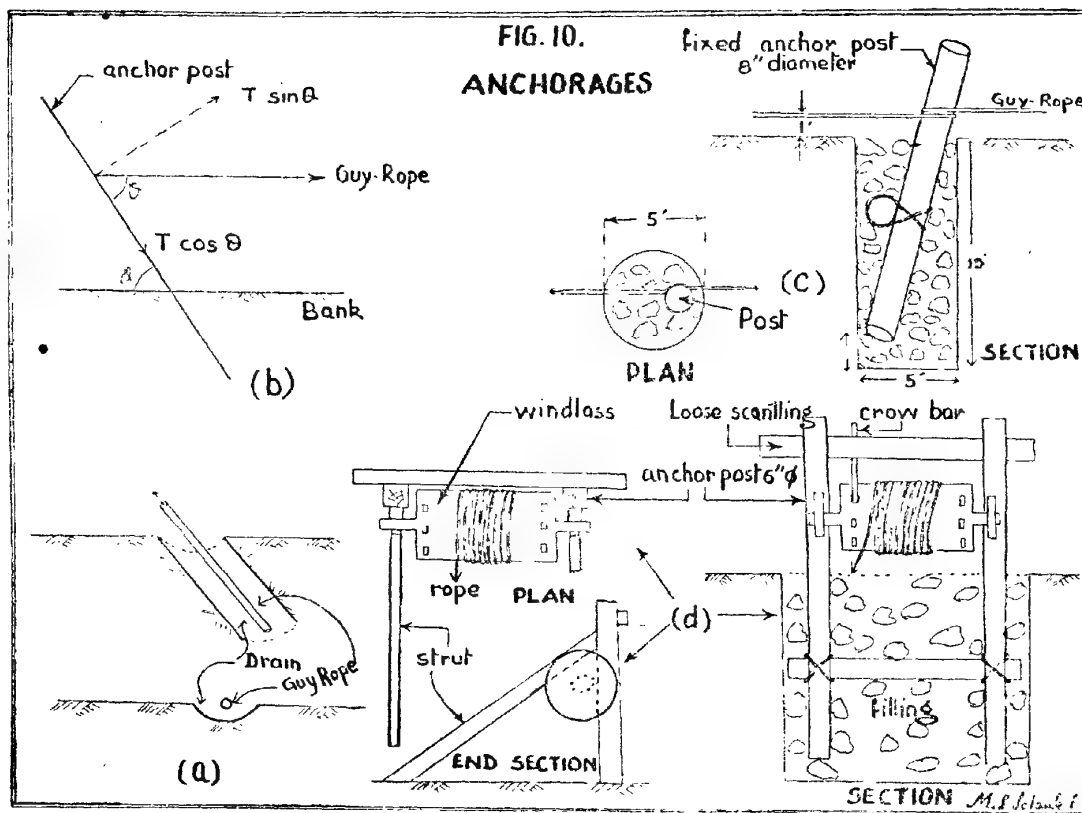 FIG. 10.
ANCHORAGES
anchor post
T sin θ
Guy-Rope
θ
T cos θ
θ
Bank
(b)
fixed anchor post
8" diameter
Guy-Rope
1'
5'
(c)
Post
PLAN
10'
5'
SECTION
windlass
Loose scantling
crow bar
anchor post 6" φ
rope
PLAN
(d)
strut
END SECTION
Drain
Guy Rope
(a)
filling
SECTION